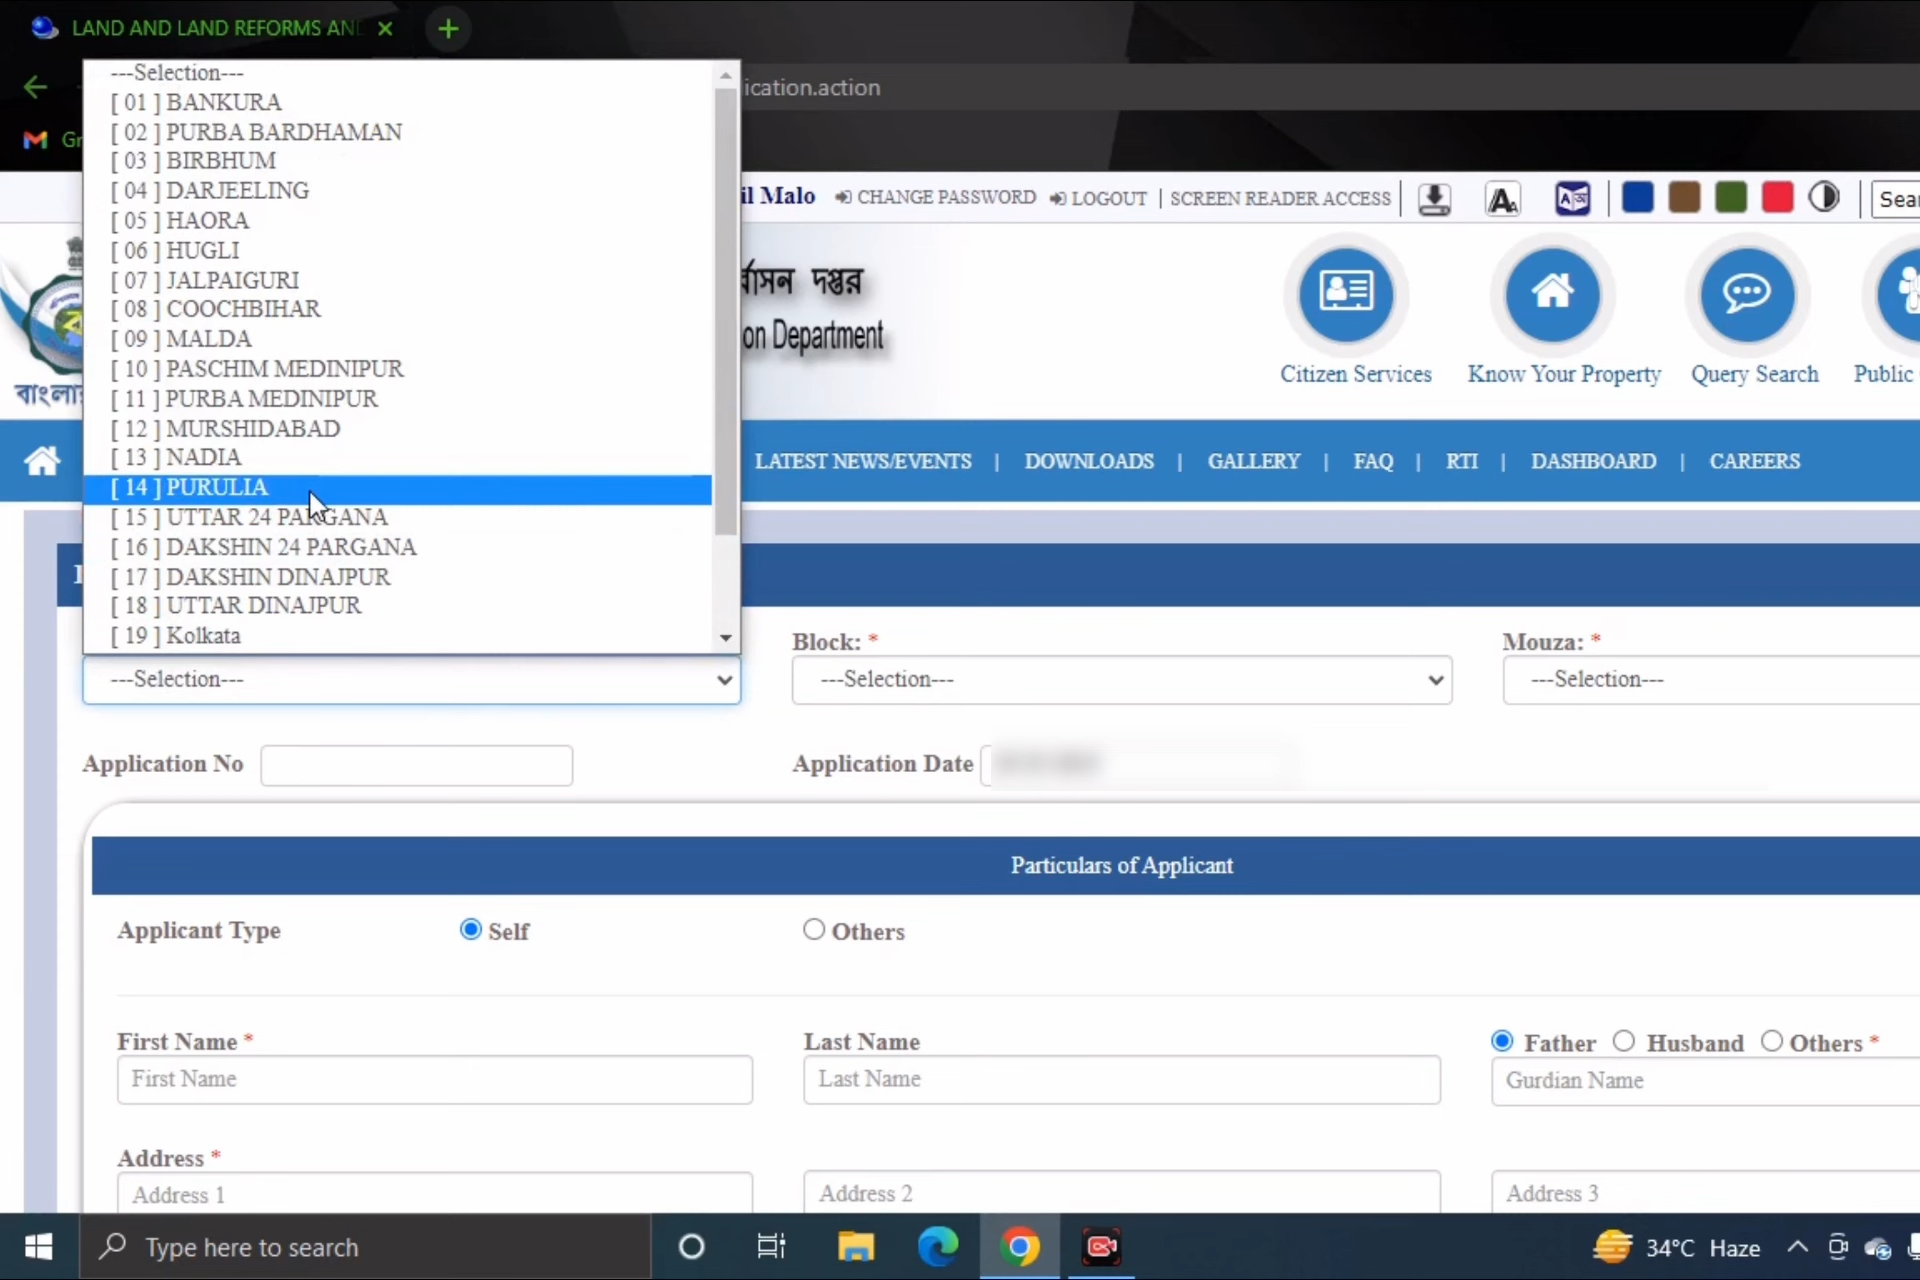 LAND AND LAND REFORMS AN
ication.action
---Selection---
[ 01 ] BANKURA
[ 02 ] PURBA BARDHAMAN
[ 03 ] BIRBHUM
[ 04 ] DARJEELING
[ 05 ] HAORA
[ 06 ] HUGLI
[ 07 ] JALPAIGURI
[ 08 ] COOCHBIHAR
[ 09 ] MALDA
[ 10 ] PASCHIM MEDINIPUR
[ 11 ] PURBA MEDINIPUR
[ 12 ] MURSHIDABAD
[ 13 ] NADIA
[ 14 ] PURULIA
[ 15 ] UTTAR 24 PARGANA
[ 16 ] DAKSHIN 24 PARGANA
[ 17 ] DAKSHIN DINAJPUR
[ 18 ] UTTAR DINAJPUR
[ 19 ] Kolkata
il Malo CHANGE PASSWORD LOGOUT | SCREEN READER ACCESS Sear
র্বাসন দপ্তর
on Department
Citizen Services Know Your Property Query Search Public
LATEST NEWS/EVENTS | DOWNLOADS | GALLERY | FAQ | RTI | DASHBOARD | CAREERS
Block: * Mouza: *
---Selection--- ---Selection--- ---Selection---
Application No Application Date
Particulars of Applicant
Applicant Type Self Others
First Name * Last Name Father Husband Others *
First Name Last Name Gurdian Name
Address *
Address 1 Address 2 Address 3
Type here to search 34°C Haze